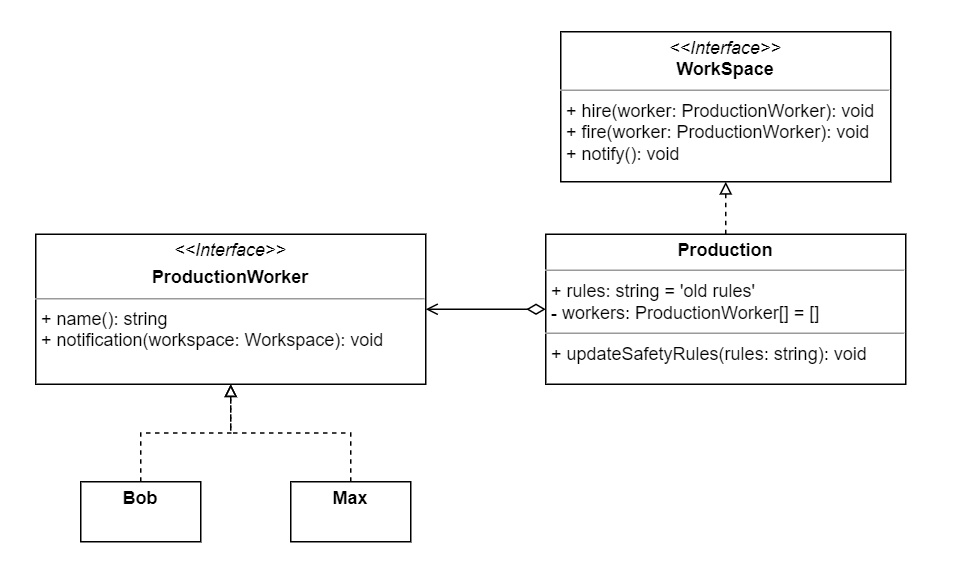 <<Interface>>
WorkSpace
+ hire(worker: ProductionWorker): void
+ fire(worker: ProductionWorker): void
+ notify(): void
<<Interface>>
ProductionWorker
+ name(): string
+ notification(workspace: Workspace): void
Production
+ rules: string = 'old rules'
- workers: ProductionWorker[] = []
+ updateSafetyRules(rules: string): void
Bob
Max